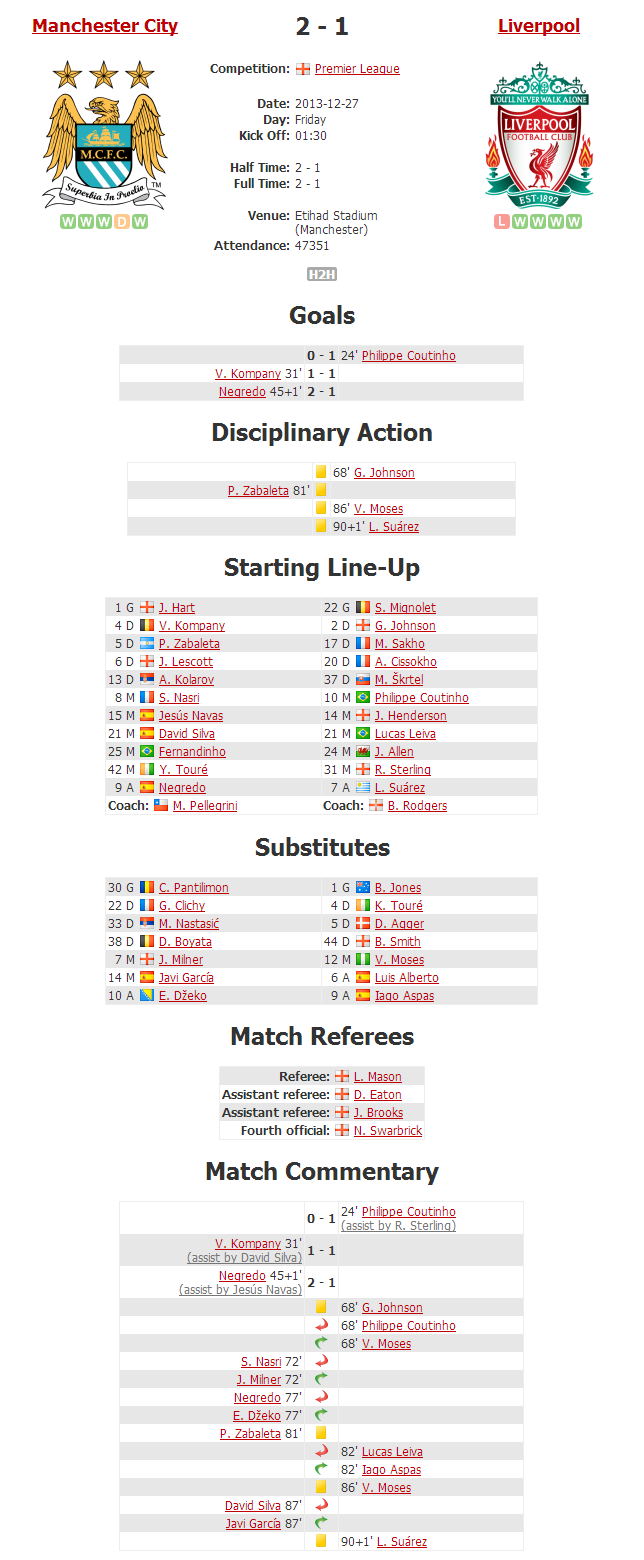 Manchester City 2 - 1 Liverpool
Competition: Premier League
YOU'LL NEVER WALK ALONE
LIVERPOOL
FOOTBALL CLUB
EST·1892
M.C.F.C.
Superbia In Proelio TM
Date: 2013-12-27
Day: Friday
Kick Off: 01:30
Half Time: 2 - 1
Full Time: 2 - 1
Venue: Etihad Stadium
(Manchester)
Attendance: 47351
W W W D W
L W W W W
H2H
Goals
0 - 1 24' Philippe Coutinho
V. Kompany 31' 1 - 1
Negredo 45+1' 2 - 1
Disciplinary Action
68' G. Johnson
P. Zabaleta 81'
86' V. Moses
90+1' L. Suárez
Starting Line-Up
1 G J. Hart 22 G S. Mignolet
4 D V. Kompany 2 D G. Johnson
5 D P. Zabaleta 17 D M. Sakho
6 D J. Lescott 20 D A. Cissokho
13 D A. Kolarov 37 D M. Škrtel
8 M S. Nasri 10 M Philippe Coutinho
15 M Jesús Navas 14 M J. Henderson
21 M David Silva 21 M Lucas Leiva
25 M Fernandinho 24 M J. Allen
42 M Y. Touré 31 M R. Sterling
9 A Negredo 7 A L. Suárez
Coach: M. Pellegrini Coach: B. Rodgers
Substitutes
30 G C. Pantilimon 1 G B. Jones
22 D G. Clichy 4 D K. Touré
33 D M. Nastasić 5 D D. Agger
38 D D. Boyata 44 D B. Smith
7 M J. Milner 12 M V. Moses
14 M Javi García 6 A Luis Alberto
10 A E. Džeko 9 A Iago Aspas
Match Referees
Referee: L. Mason
Assistant referee: D. Eaton
Assistant referee: J. Brooks
Fourth official: N. Swarbrick
Match Commentary
0 - 1 24' Philippe Coutinho
(assist by R. Sterling)
V. Kompany 31' 1 - 1
(assist by David Silva)
Negredo 45+1' 2 - 1
(assist by Jesús Navas)
68' G. Johnson
68' Philippe Coutinho
68' V. Moses
S. Nasri 72'
J. Milner 72'
Negredo 77'
E. Džeko 77'
P. Zabaleta 81'
82' Lucas Leiva
82' Iago Aspas
86' V. Moses
David Silva 87'
Javi García 87'
90+1' L. Suárez